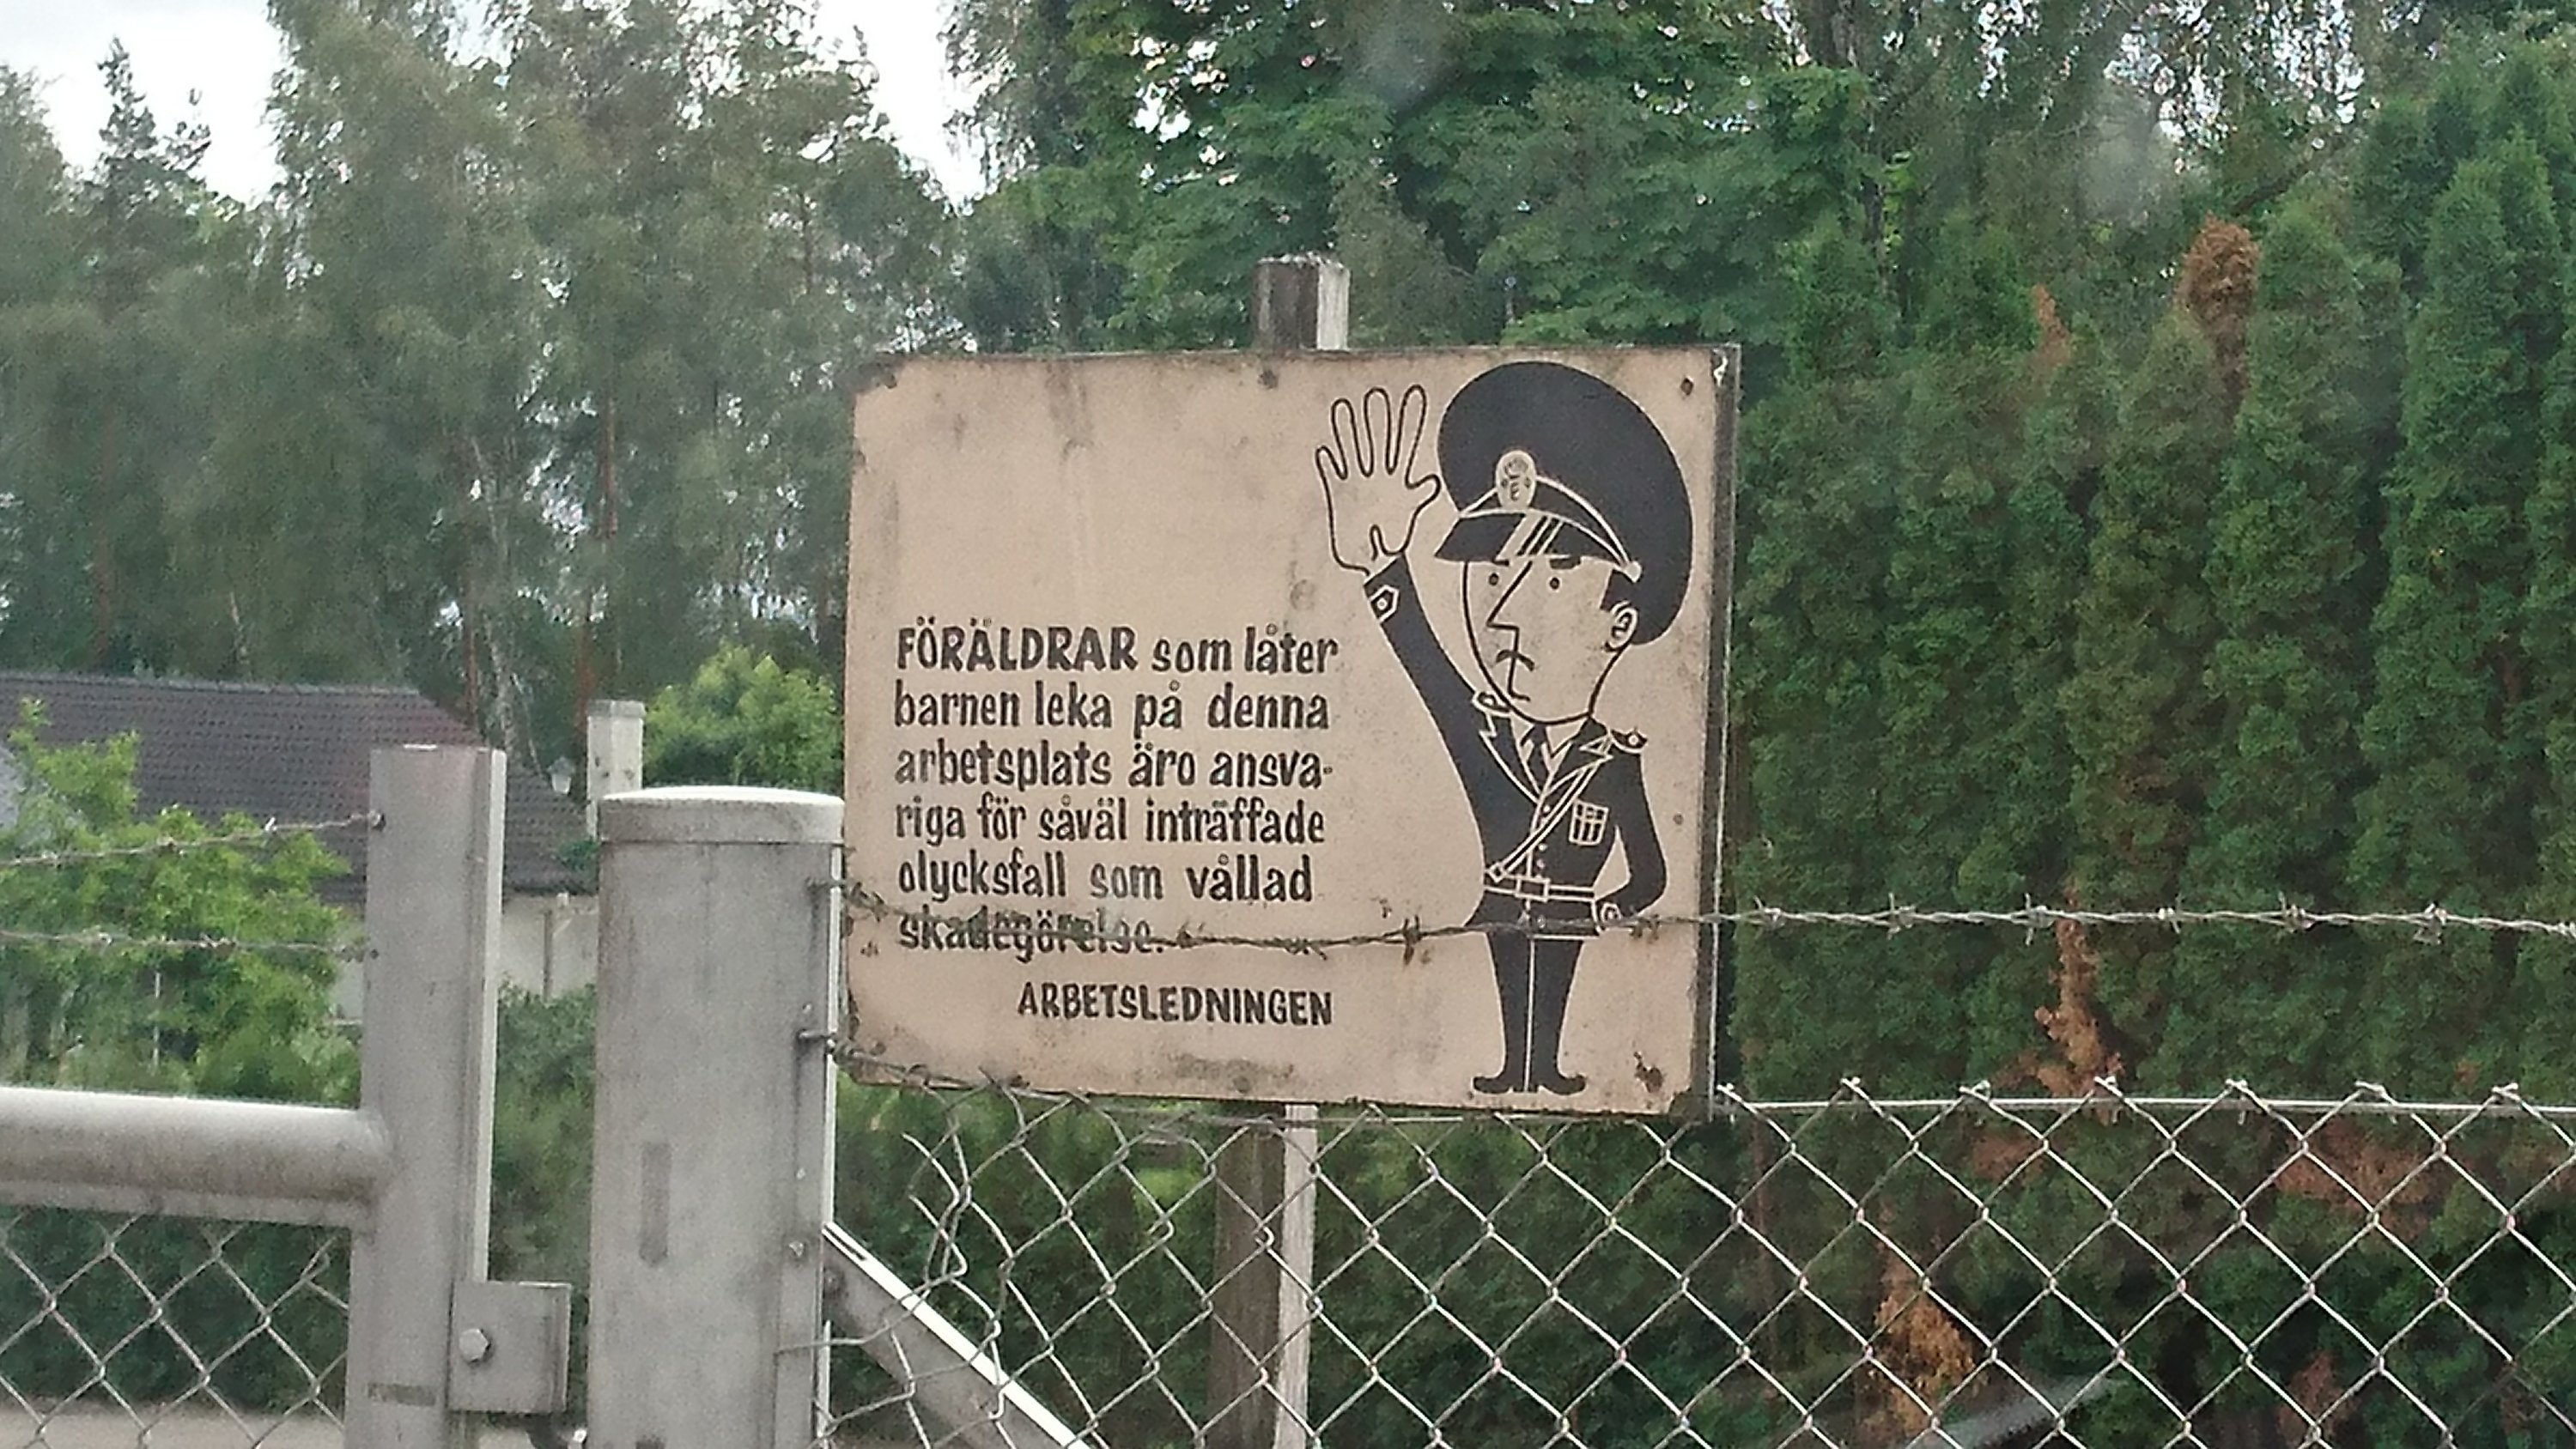 FÖRÄLDRAR som låter
barnen leka på denna
arbetsplats äro ansva-
riga för såväl inträffade
olycksfall som vållad
skadegörelse.
ARBETSLEDNINGEN